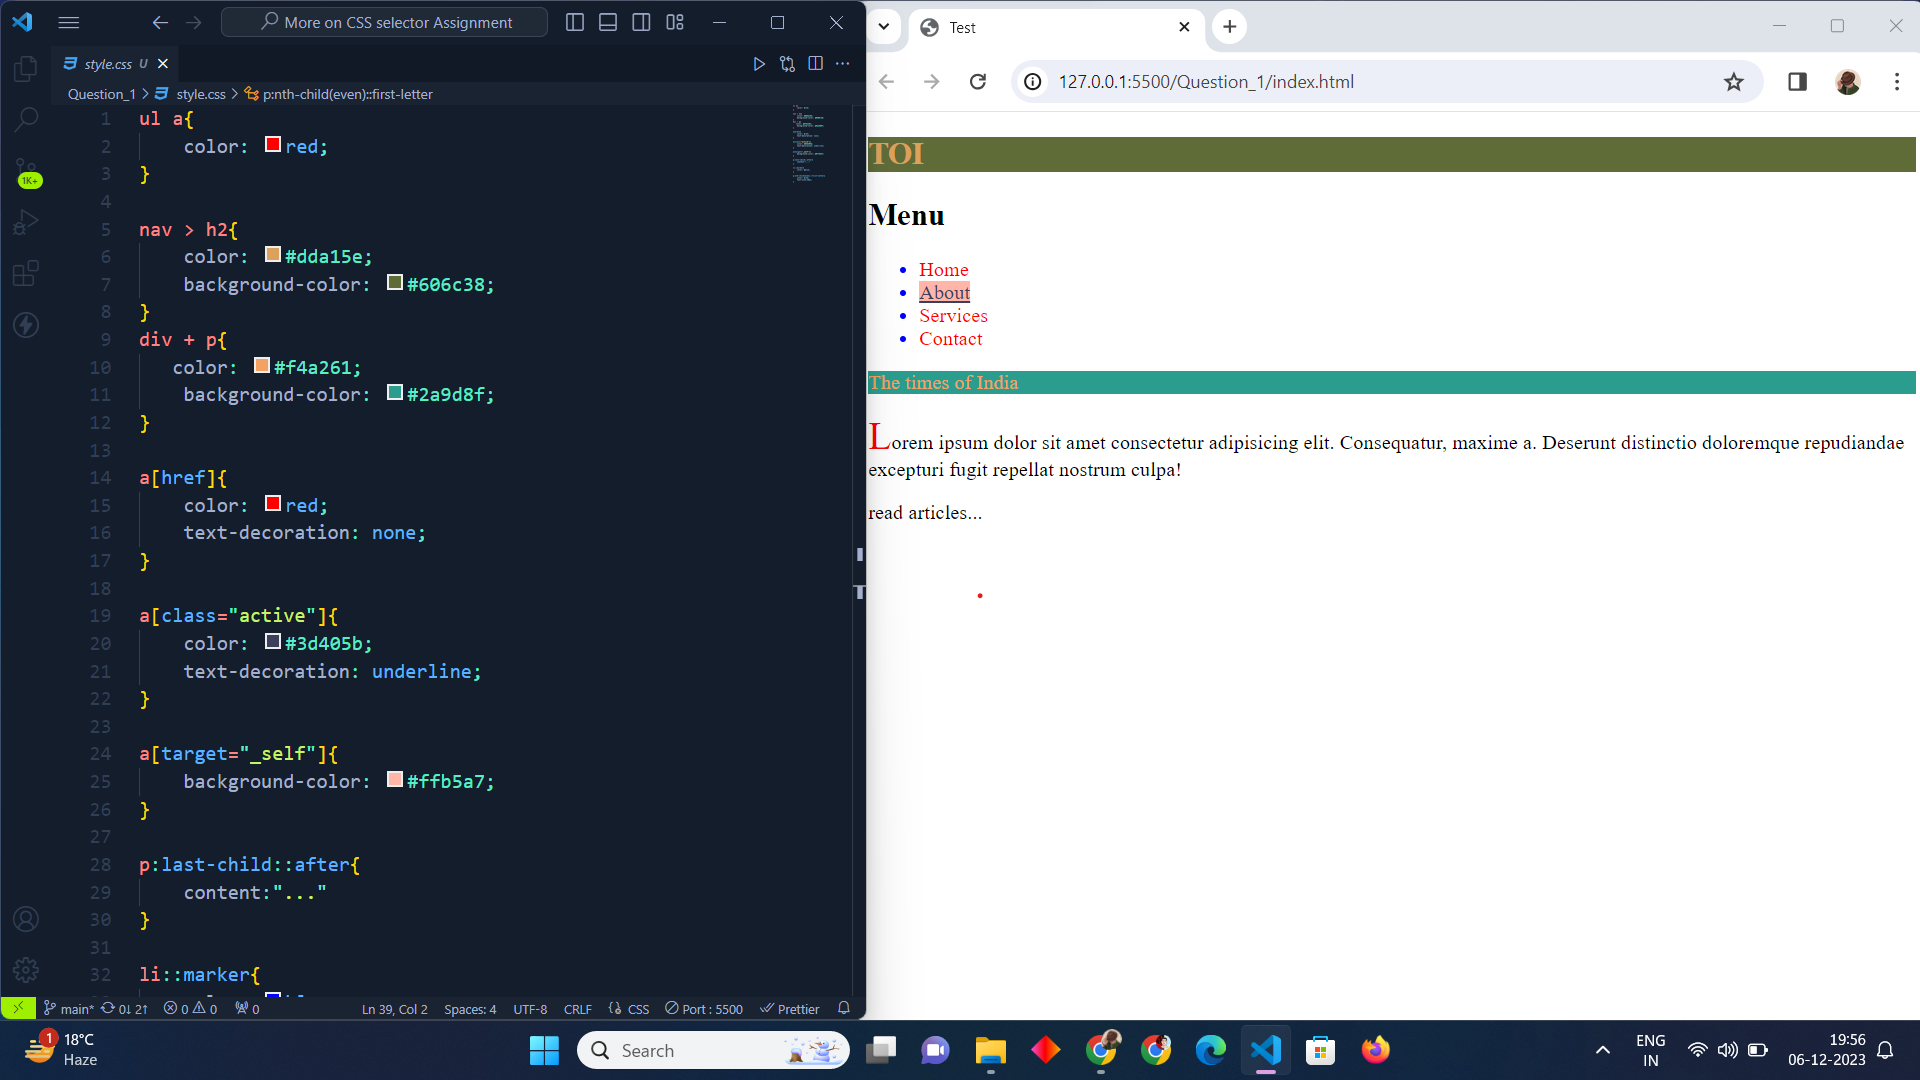 More on CSS selector Assignment
style.css U
Question_1 > style.css > p:nth-child(even)::first-letter
1 ul a{
2 color: red;
3 }
4
5 nav > h2{
6 color: #dda15e;
7 background-color: #606c38;
8 }
9 div + p{
10 color: #f4a261;
11 background-color: #2a9d8f;
12 }
13
14 a[href]{
15 color: red;
16 text-decoration: none;
17 }
18
19 a[class="active"]{
20 color: #3d405b;
21 text-decoration: underline;
22 }
23
24 a[target="_self"]{
25 background-color: #ffb5a7;
26 }
27
28 p:last-child::after{
29 content:"..."
30 }
31
32 li::marker{
1K+
main* 0↓ 2↑ 0 0 0 Ln 39, Col 2 Spaces: 4 UTF-8 CRLF CSS Port : 5500 Prettier
Test
127.0.0.1:5500/Question_1/index.html
TOI
Menu
Home
About
Services
Contact
The times of India
Lorem ipsum dolor sit amet consectetur adipisicing elit. Consequatur, maxime a. Deserunt distinctio doloremque repudiandae
excepturi fugit repellat nostrum culpa!
read articles...
1
18°C
Haze
Search
ENG
IN
19:56
06-12-2023